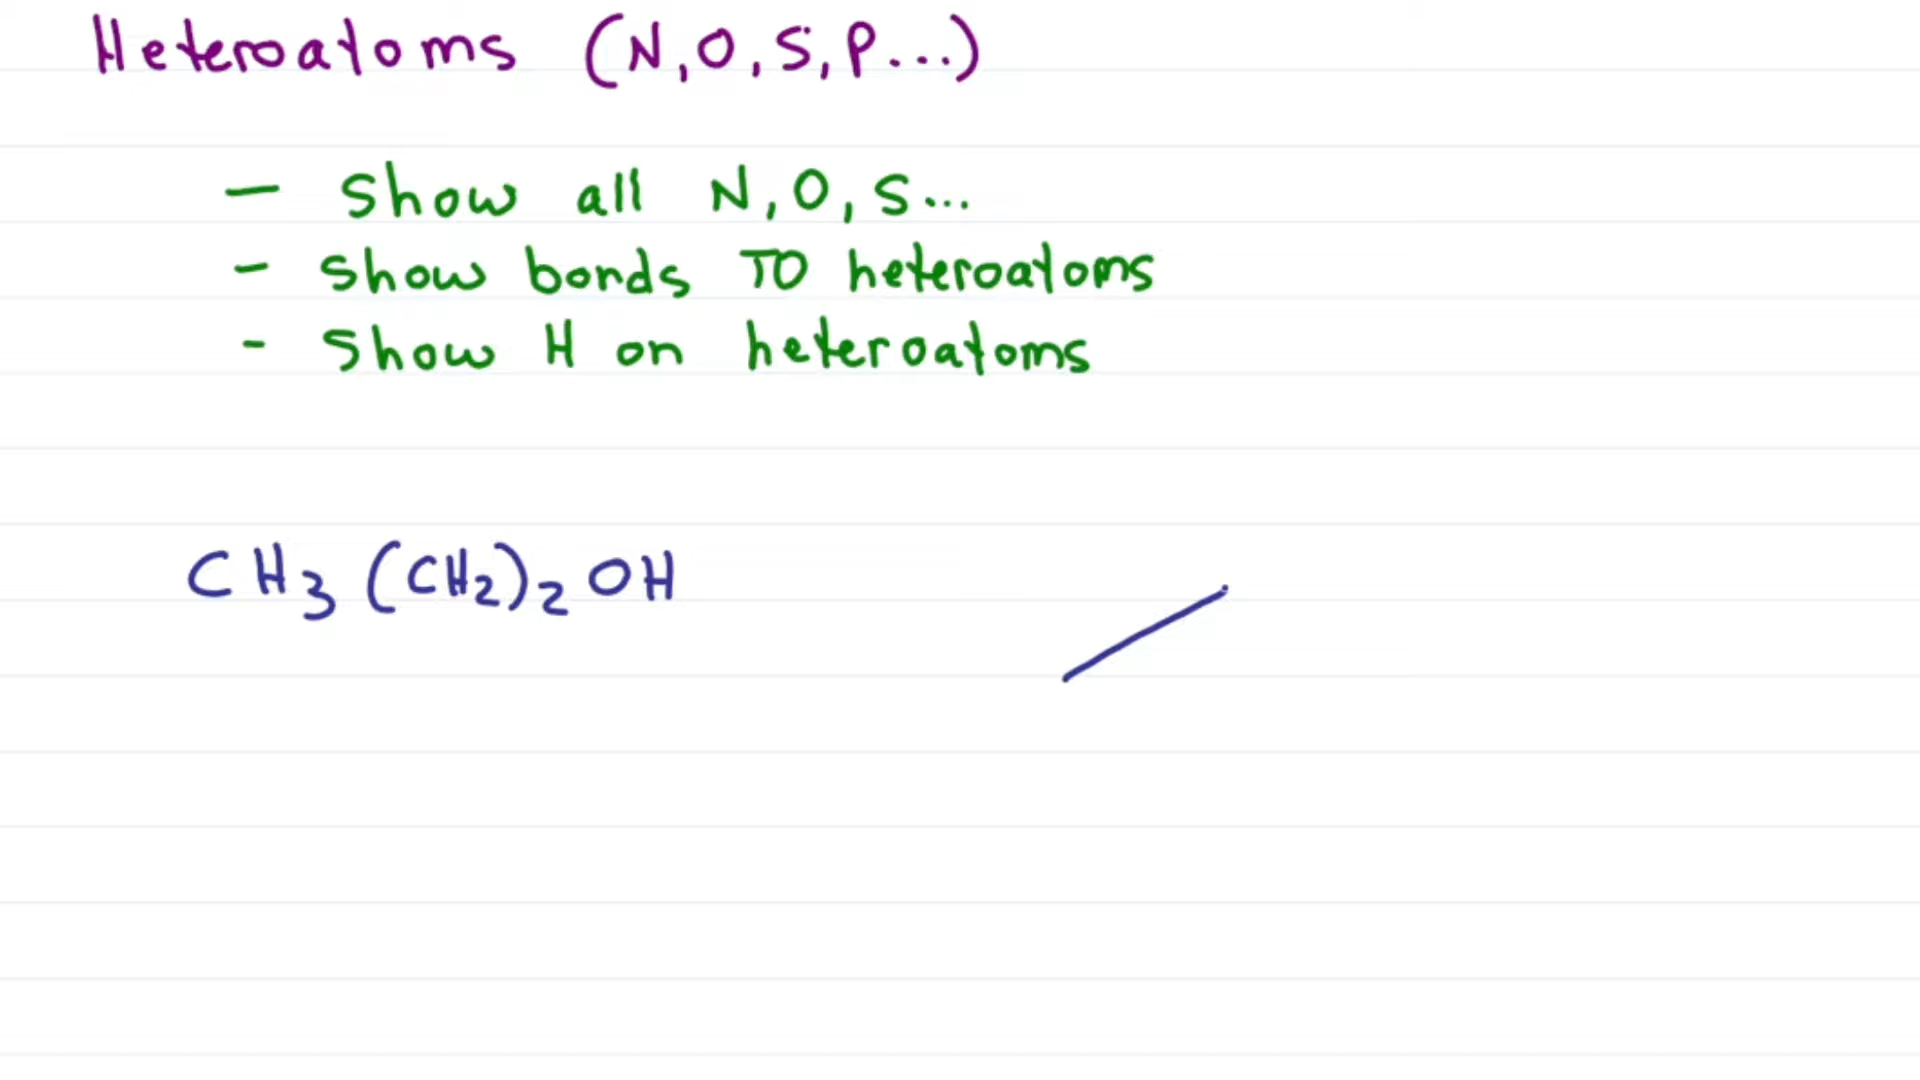 Heteroatoms (N,O,S,P...)
- Show all N,O,S...
- Show bonds TO heteroatoms
- Show H on heteroatoms
CH₃(CH₂)₂OH